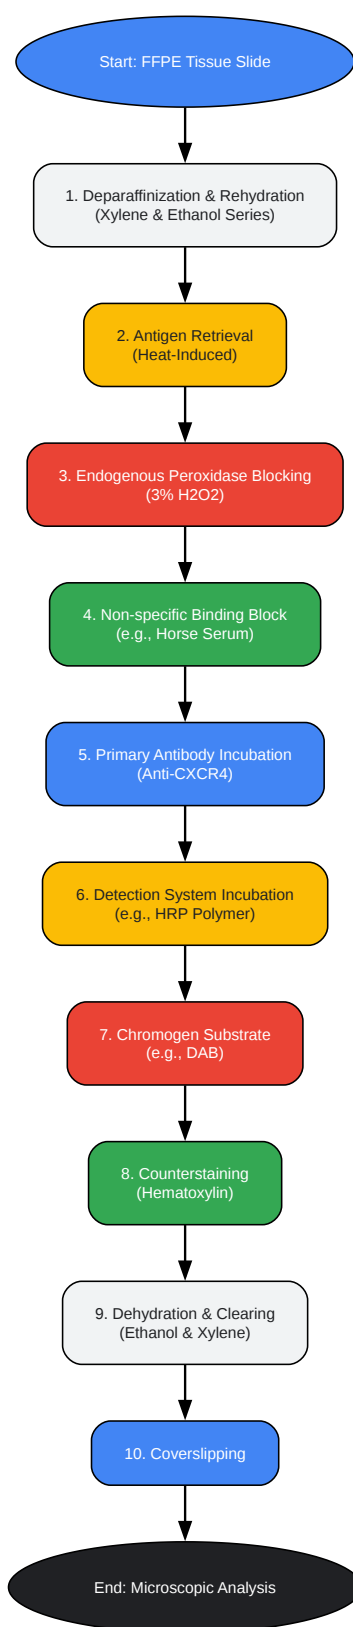 Start: FFPE Tissue Slide
1. Deparaffinization & Rehydration
(Xylene & Ethanol Series)
2. Antigen Retrieval
(Heat-Induced)
3. Endogenous Peroxidase Blocking
(3% H2O2)
4. Non-specific Binding Block
(e.g., Horse Serum)
5. Primary Antibody Incubation
(Anti-CXCR4)
6. Detection System Incubation
(e.g., HRP Polymer)
7. Chromogen Substrate
(e.g., DAB)
8. Counterstaining
(Hematoxylin)
9. Dehydration & Clearing
(Ethanol & Xylene)
10. Coverslipping
End: Microscopic Analysis